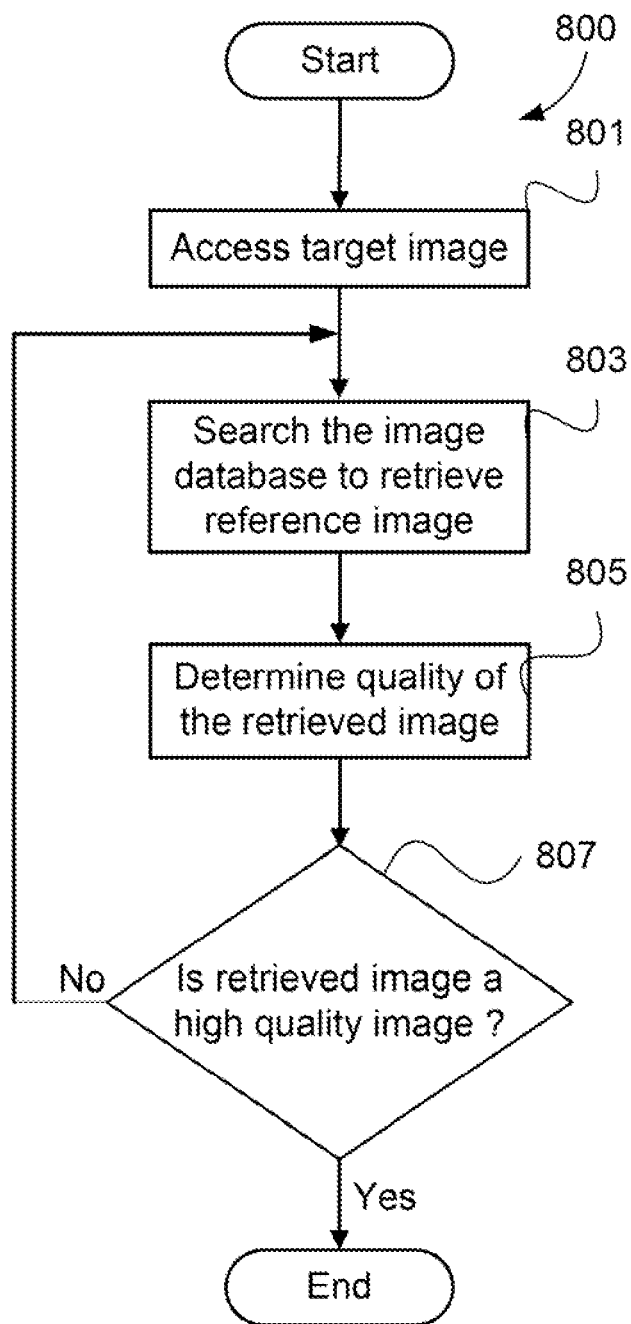 Start
800
801
Access target image
803
Search the image
database to retrieve
reference image
805
Determine quality of
the retrieved image
807
No
Is retrieved image a
high quality image ?
Yes
End